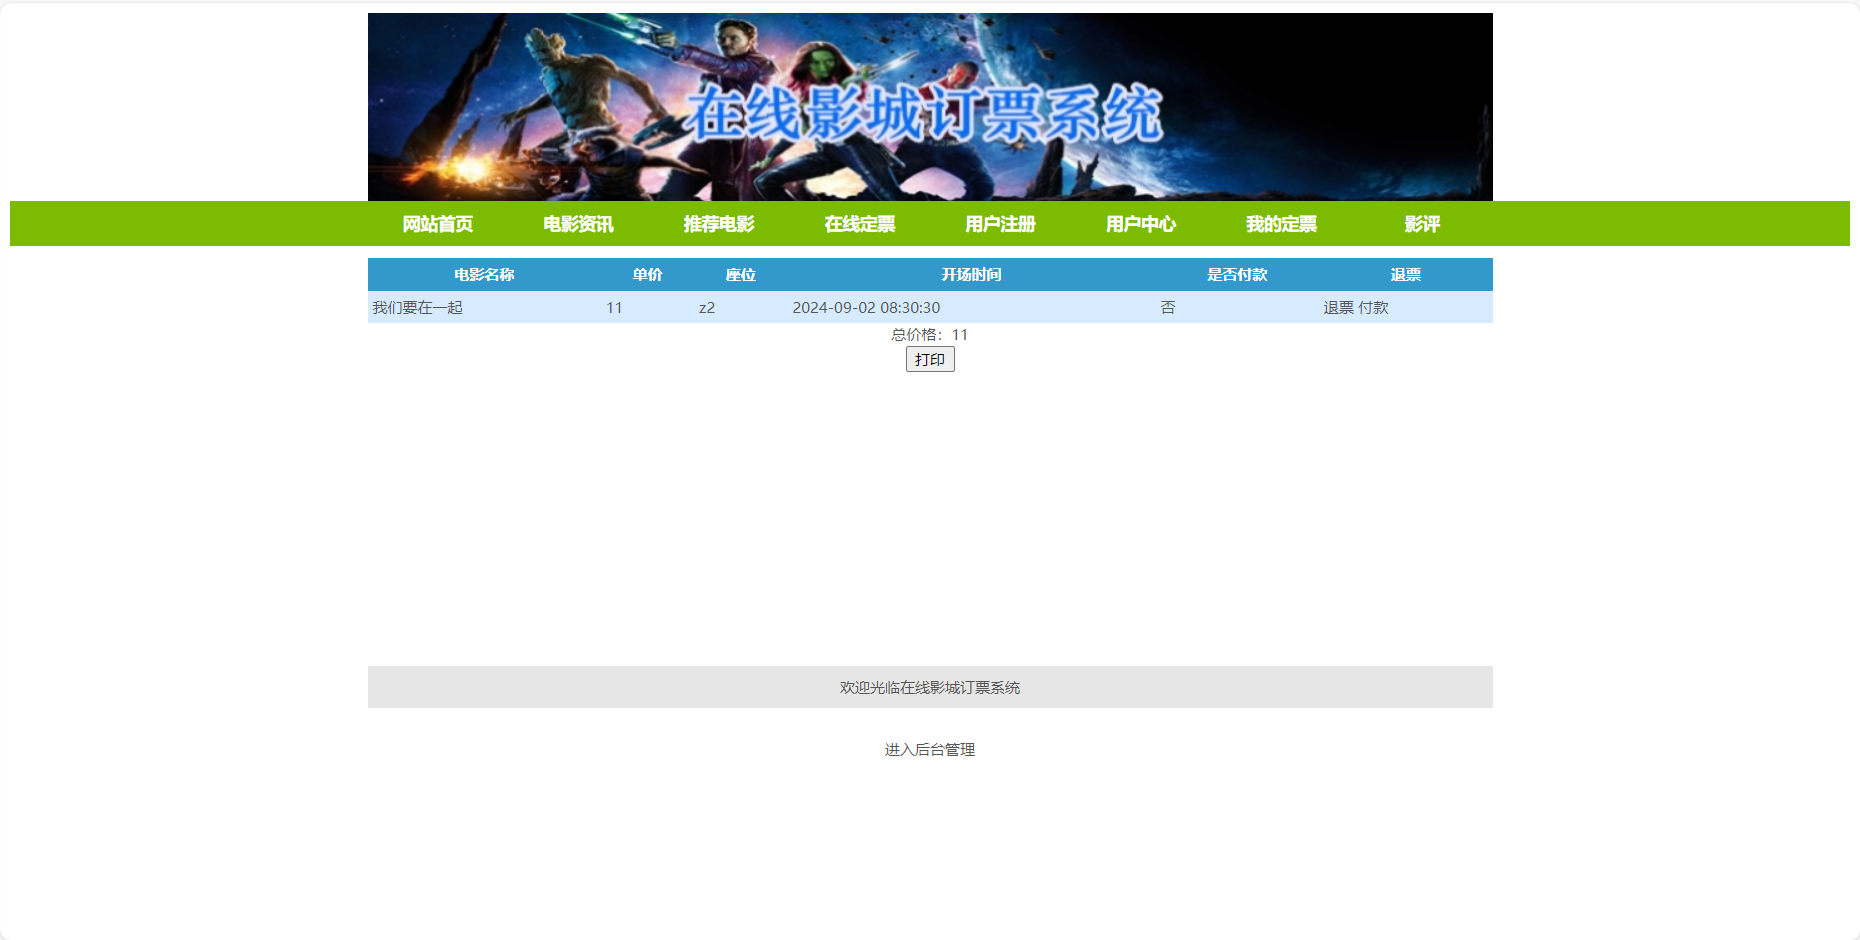 在线影城订票系统
网站首页 电影资讯 推荐电影 在线定票 用户注册 用户中心 我的定票 影评
电影名称 单价 座位 开场时间 是否付款 退票
我们要在一起 11 z2 2024-09-02 08:30:30 否 退票 付款
总价格：11
打印
欢迎光临在线影城订票系统
进入后台管理